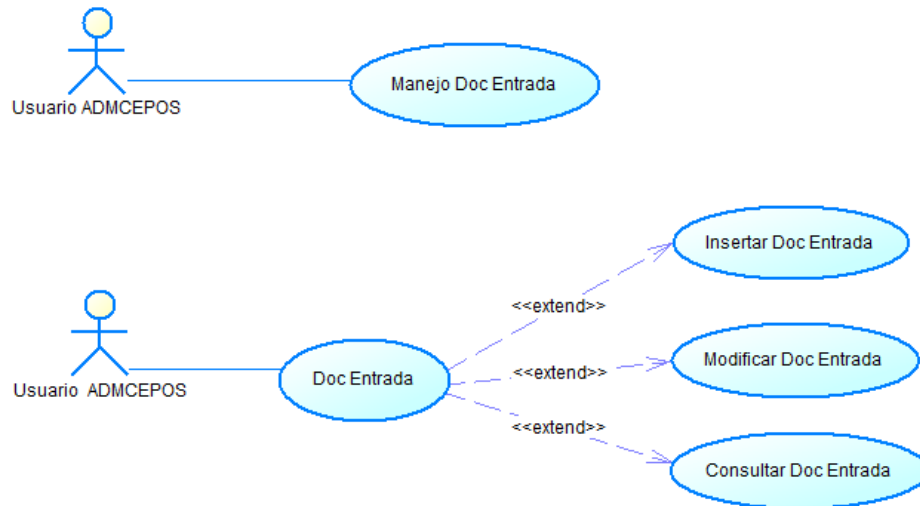 Manejo Doc Entrada
Usuario ADMCEPOS
Insertar Doc Entrada
<<extend>>
Modificar Doc Entrada
<<extend>>
Doc Entrada
Usuario ADMCEPOS
<<extend>>
Consultar Doc Entrada